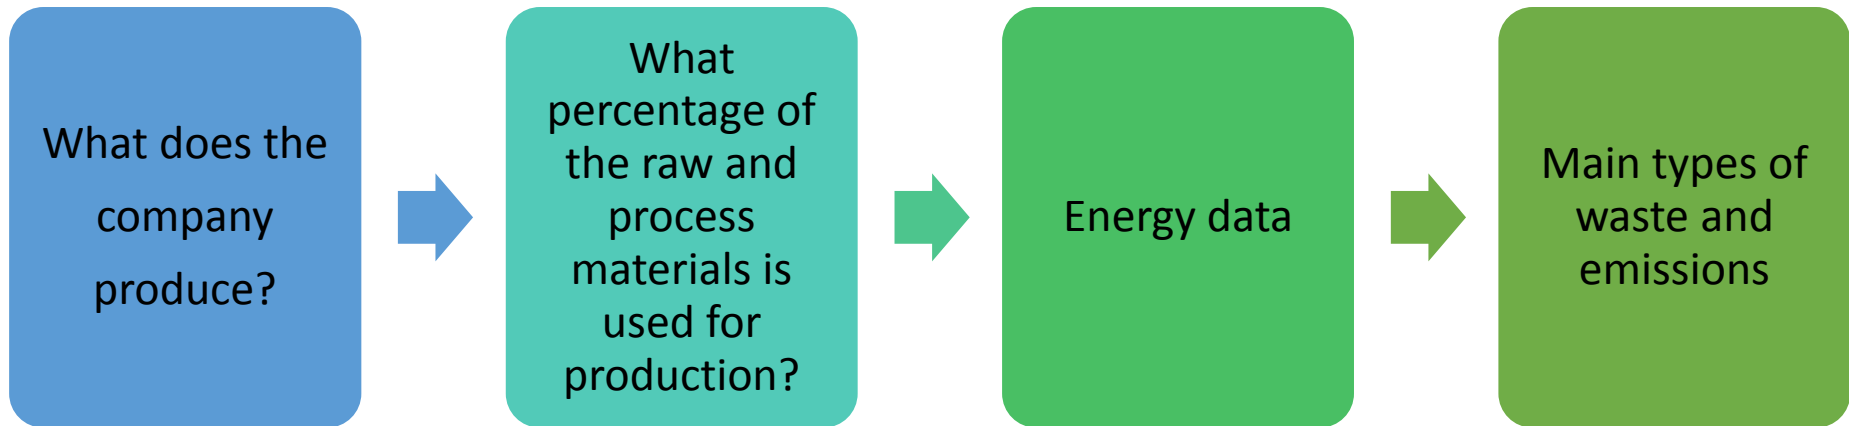 What does the
company
produce?
What
percentage of
the raw and
process
materials is
used for
production?
Energy data
Main types of
waste and
emissions